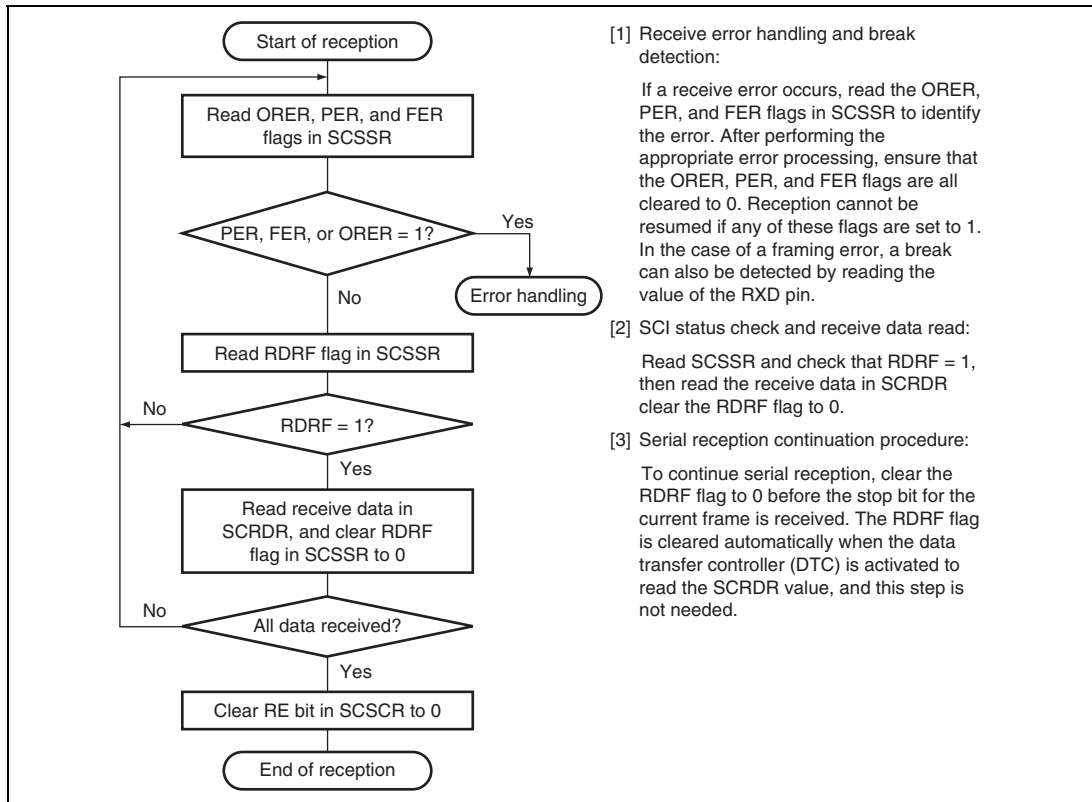 Start of reception
Read ORER, PER, and FER
flags in SCSSR
PER, FER, or ORER = 1?
Yes
Error handling
No
Read RDRF flag in SCSSR
No
RDRF = 1?
Yes
Read receive data in
SCRDR, and clear RDRF
flag in SCSSR to 0
No
All data received?
Yes
Clear RE bit in SCSCR to 0
End of reception
[1] Receive error handling and break
detection:
If a receive error occurs, read the ORER,
PER, and FER flags in SCSSR to identify
the error. After performing the
appropriate error processing, ensure that
the ORER, PER, and FER flags are all
cleared to 0. Reception cannot be
resumed if any of these flags are set to 1.
In the case of a framing error, a break
can also be detected by reading the
value of the RXD pin.
[2] SCI status check and receive data read:
Read SCSSR and check that RDRF = 1,
then read the receive data in SCRDR
clear the RDRF flag to 0.
[3] Serial reception continuation procedure:
To continue serial reception, clear the
RDRF flag to 0 before the stop bit for the
current frame is received. The RDRF flag
is cleared automatically when the data
transfer controller (DTC) is activated to
read the SCRDR value, and this step is
not needed.